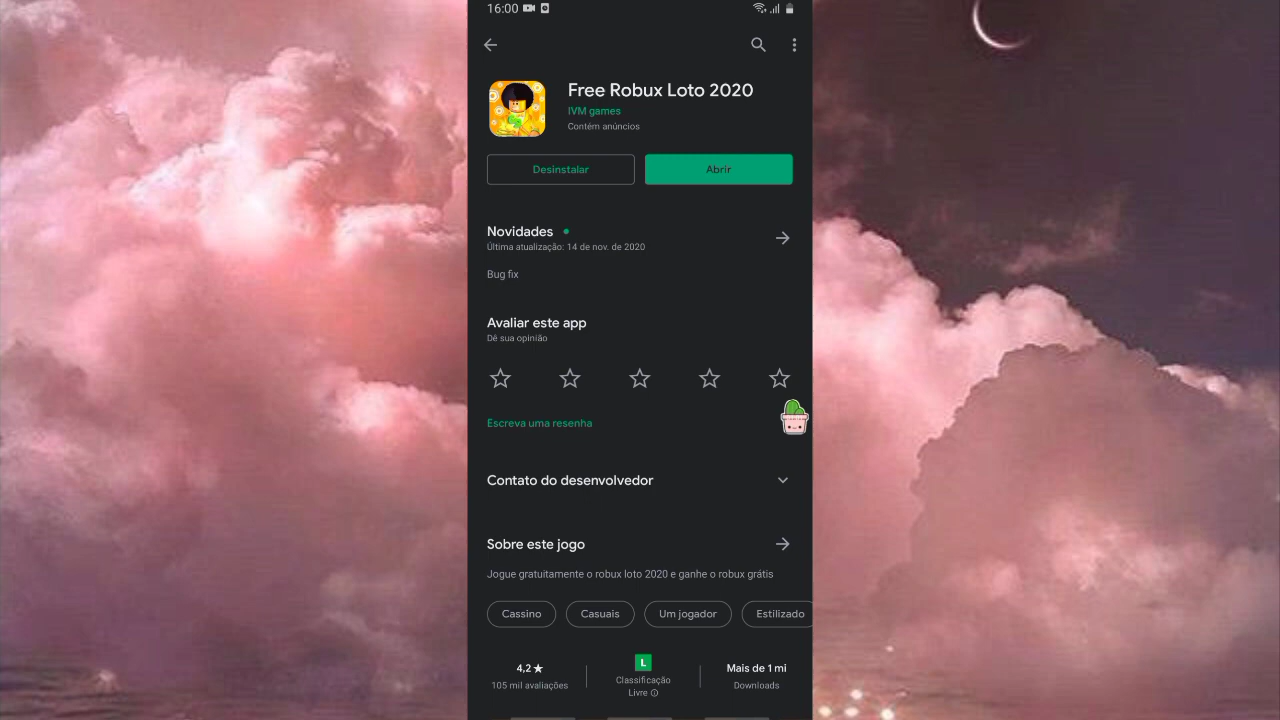 16:00
Free Robux Loto 2020
IVM games
Contém anúncios
Desinstalar
Abrir
Novidades
Última atualização: 14 de nov. de 2020
Bug fix
Avaliar este app
Dê sua opinião
Escreva uma resenha
Contato do desenvolvedor
Sobre este jogo
Jogue gratuitamente o robux loto 2020 e ganhe o robux grátis
Cassino
Casuais
Um jogador
Estilizado
4,2★
105 mil avaliações
L
Classificação
Livre
Mais de 1 mi
Downloads